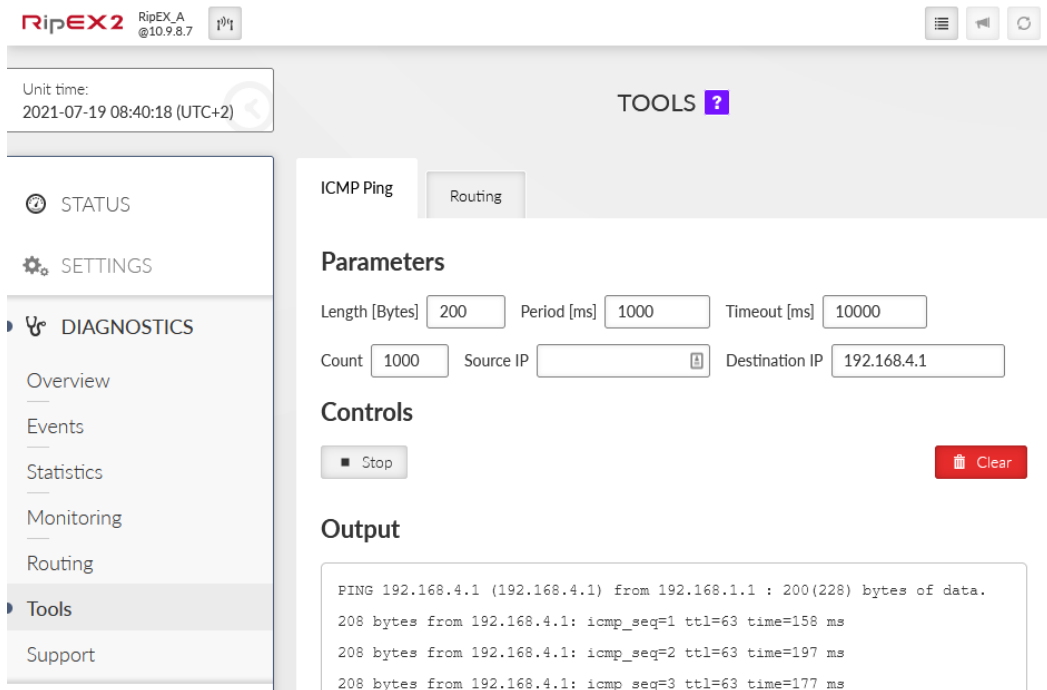 RipEX2 RipEX_A
@10.9.8.7
Unit time:
2021-07-19 08:40:18 (UTC+2)
TOOLS ?
STATUS
SETTINGS
DIAGNOSTICS
Overview
Events
Statistics
Monitoring
Routing
Tools
Support
ICMP Ping Routing
Parameters
Length [Bytes] 200 Period [ms] 1000 Timeout [ms] 10000
Count 1000 Source IP Destination IP 192.168.4.1
Controls
Stop Clear
Output
PING 192.168.4.1 (192.168.4.1) from 192.168.1.1 : 200(228) bytes of data.
208 bytes from 192.168.4.1: icmp_seq=1 ttl=63 time=158 ms
208 bytes from 192.168.4.1: icmp_seq=2 ttl=63 time=197 ms
208 bytes from 192.168.4.1: icmp_seq=3 ttl=63 time=177 ms